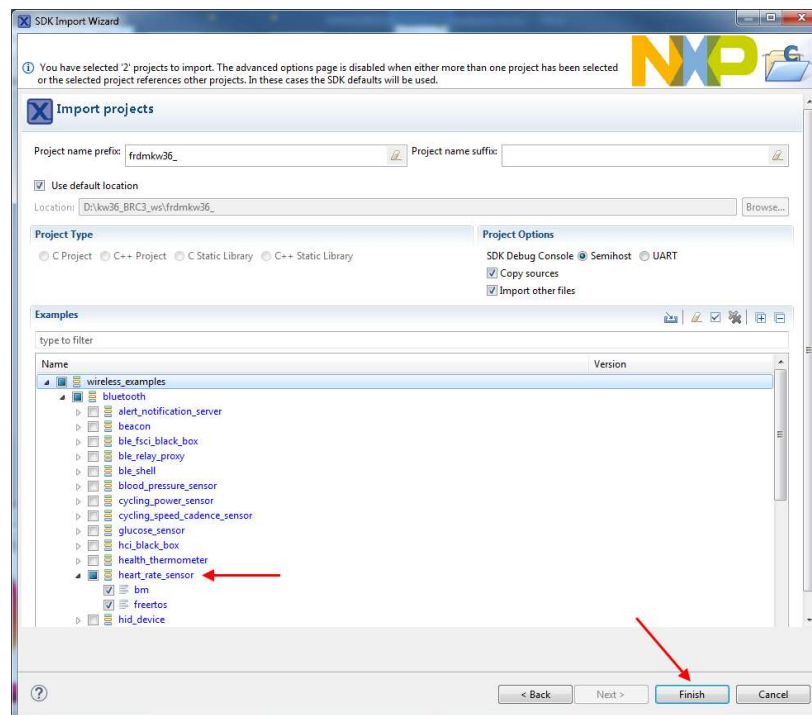 SDK Import Wizard
You have selected '2' projects to import. The advanced options page is disabled when either more than one project has been selected
or the selected project references other projects. In these cases the SDK defaults will be used.
NXP
Import projects
Project name prefix: frdmkw36_ Project name suffix:
Use default location
Location: D:\kw36_BRC3_ws\frdmkw36_ Browse...
Project Type Project Options
C Project C++ Project C Static Library C++ Static Library SDK Debug Console Semihost UART
Copy sources
Import other files
Examples
type to filter
Name Version
wireless_examples
bluetooth
alert_notification_server
beacon
ble_fsci_black_box
ble_relay_proxy
ble_shell
blood_pressure_sensor
cycling_power_sensor
cycling_speed_cadence_sensor
glucose_sensor
hci_black_box
health_thermometer
heart_rate_sensor
bm
freertos
hid_device
? < Back Next > Finish Cancel